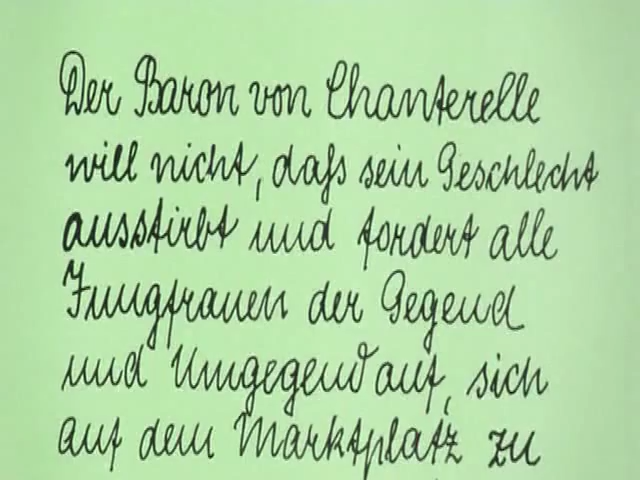 Der Baron von Chanterelle
will nicht, daſs sein Geschlecht
ausstirbt und fordert alle
Jungfrauen der Gegend
und Umgegend auf, sich
auf dem Marktplatz zu